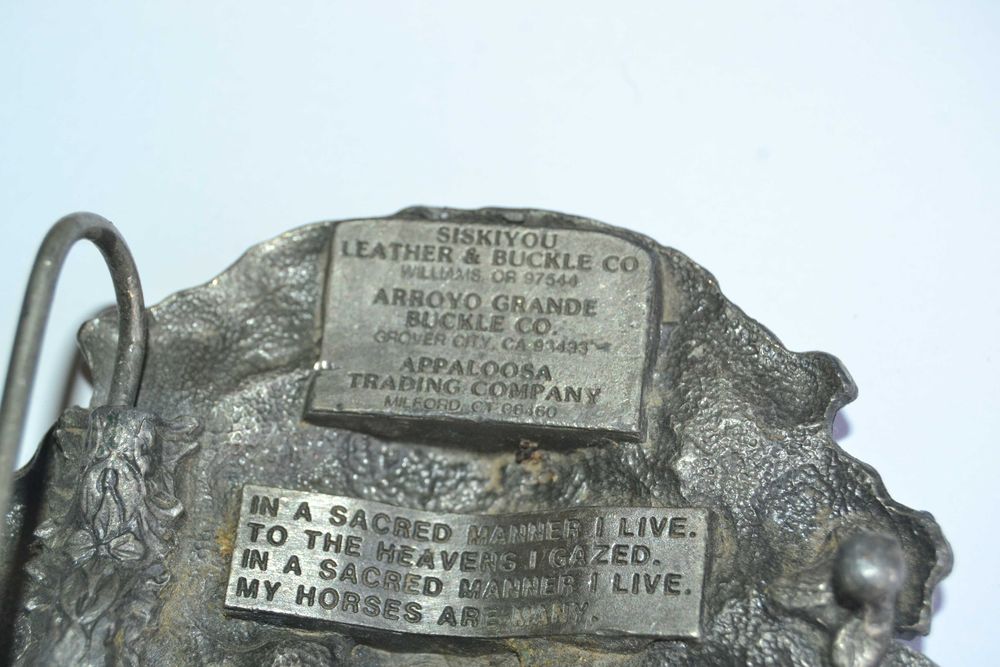 SISKIYOU
LEATHER & BUCKLE CO
WILLIAMS, OR 97544
ARROYO GRANDE
BUCKLE CO.
GROVER CITY, CA 93433
APPALOOSA
TRADING COMPANY
MILFORD, CT 06460
IN A SACRED MANNER I LIVE.
TO THE HEAVENS I GAZED.
IN A SACRED MANNER I LIVE.
MY HORSES ARE MANY.